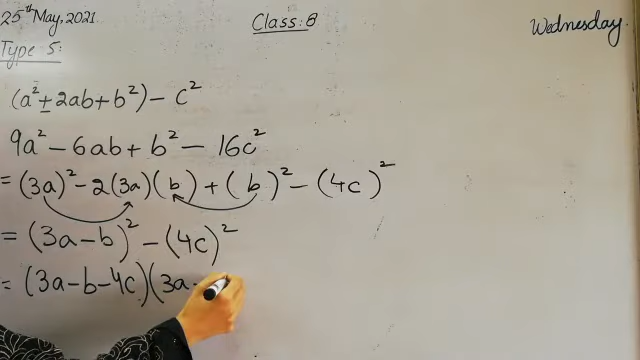 25th May, 2021
Class: 8
Wednesday.
Type 5:
(a² ± 2ab + b²) - c²
9a² - 6ab + b² - 16c²
= (3a)² - 2(3a)(b) + (b)² - (4c)²
= (3a - b)² - (4c)²
= (3a - b - 4c)(3a -